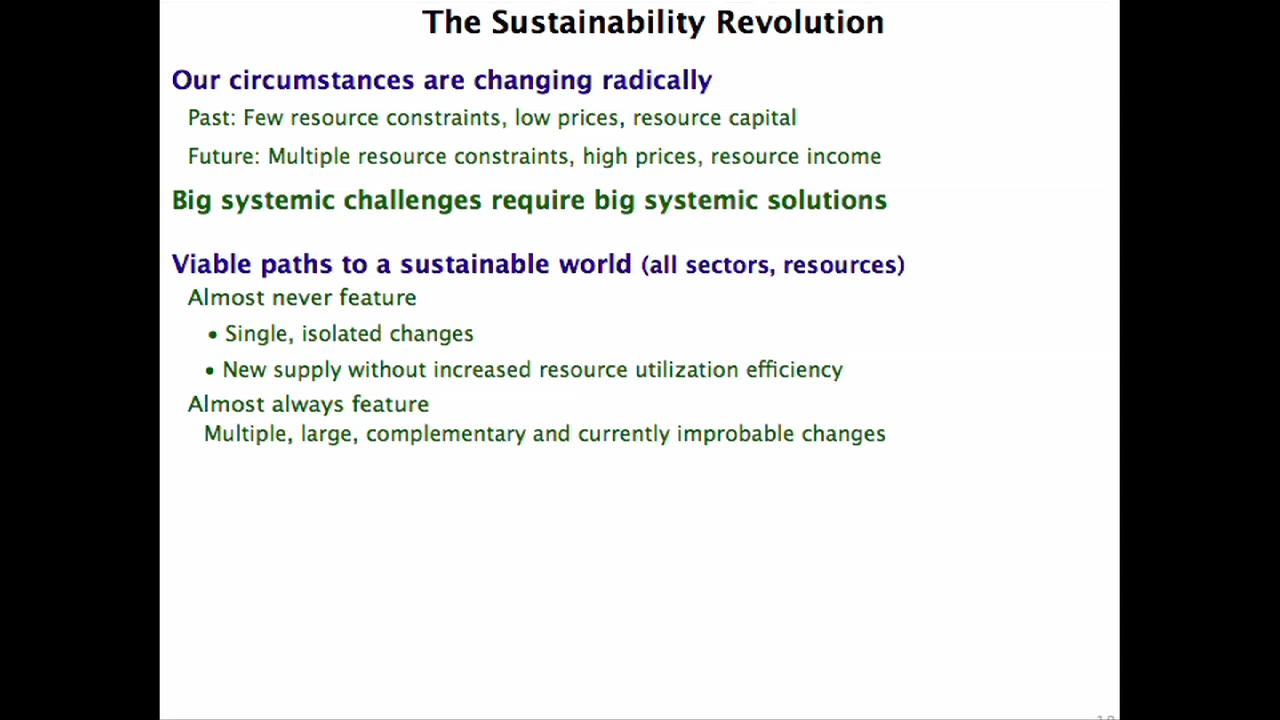 The Sustainability Revolution
Our circumstances are changing radically
Past: Few resource constraints, low prices, resource capital
Future: Multiple resource constraints, high prices, resource income
Big systemic challenges require big systemic solutions
Viable paths to a sustainable world (all sectors, resources)
Almost never feature
• Single, isolated changes
• New supply without increased resource utilization efficiency
Almost always feature
Multiple, large, complementary and currently improbable changes